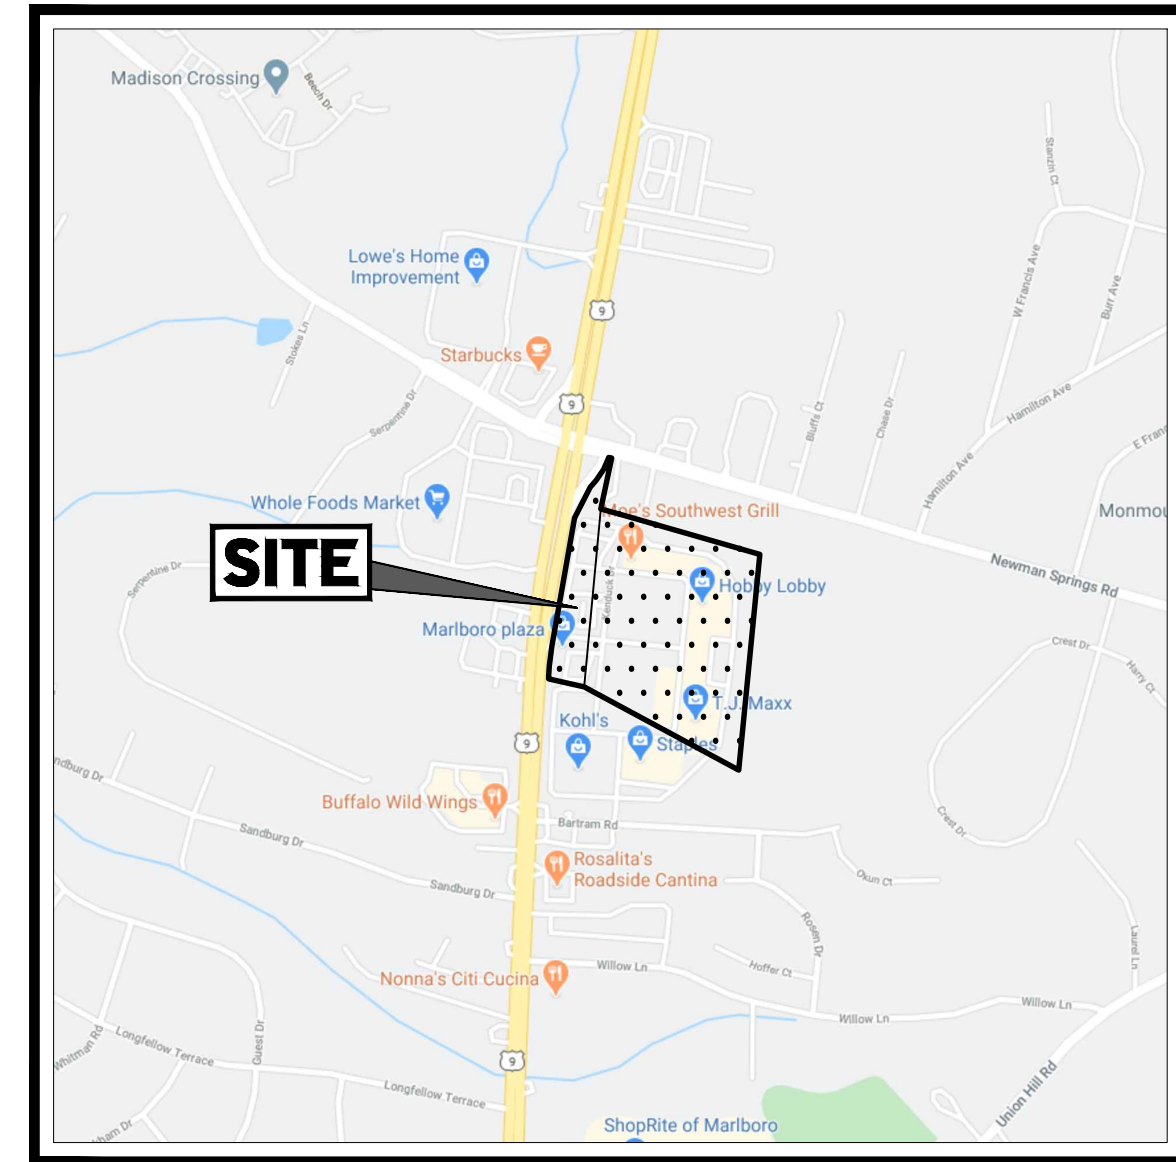 Madison Crossing
Beech Dr
Stanzin Ct
Lowe's Home
Improvement
W Francis Ave
Burr Ave
9
Stokes Ln
Starbucks
9
Serpentine Dr
Bluffs Ct
Chase Dr
Hamilton Ave
Hamilton Ave
Whole Foods Market
Moe's Southwest Grill
SITE
Serpentine Dr
Kenduck
Hobby Lobby
Newman Springs Rd
Marlboro plaza
Crest Dr
Harry Ct
T.J. Maxx
Kohl's
Staples
9
Sandburg Dr
Buffalo Wild Wings
Bartram Rd
Crest Dr
Rosalita's
Roadside Cantina
Okun Ct
Sandburg Dr
Rosen Dr
Laurel Ln
Willow Ln
Hoffer Ct
Nonna's Citi Cucina
Willow Ln
Willow Ln
Whitman Rd
Longfellow Terrace
Guest Dr
9
Longfellow Terrace
Union Hill Rd
ShopRite of Marlboro